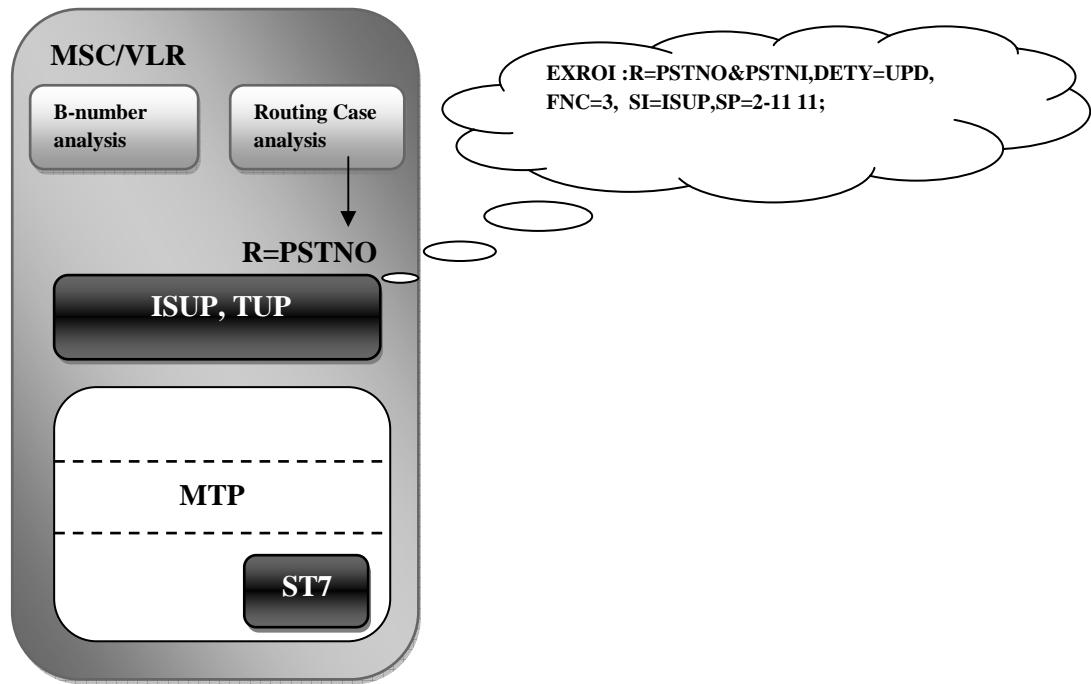 MSC/VLR
B-number
analysis
Routing Case
analysis
R=PSTNO
ISUP, TUP
MTP
ST7
EXROI :R=PSTNO&PSTNI,DETY=UPD,
FNC=3, SI=ISUP,SP=2-11 11;